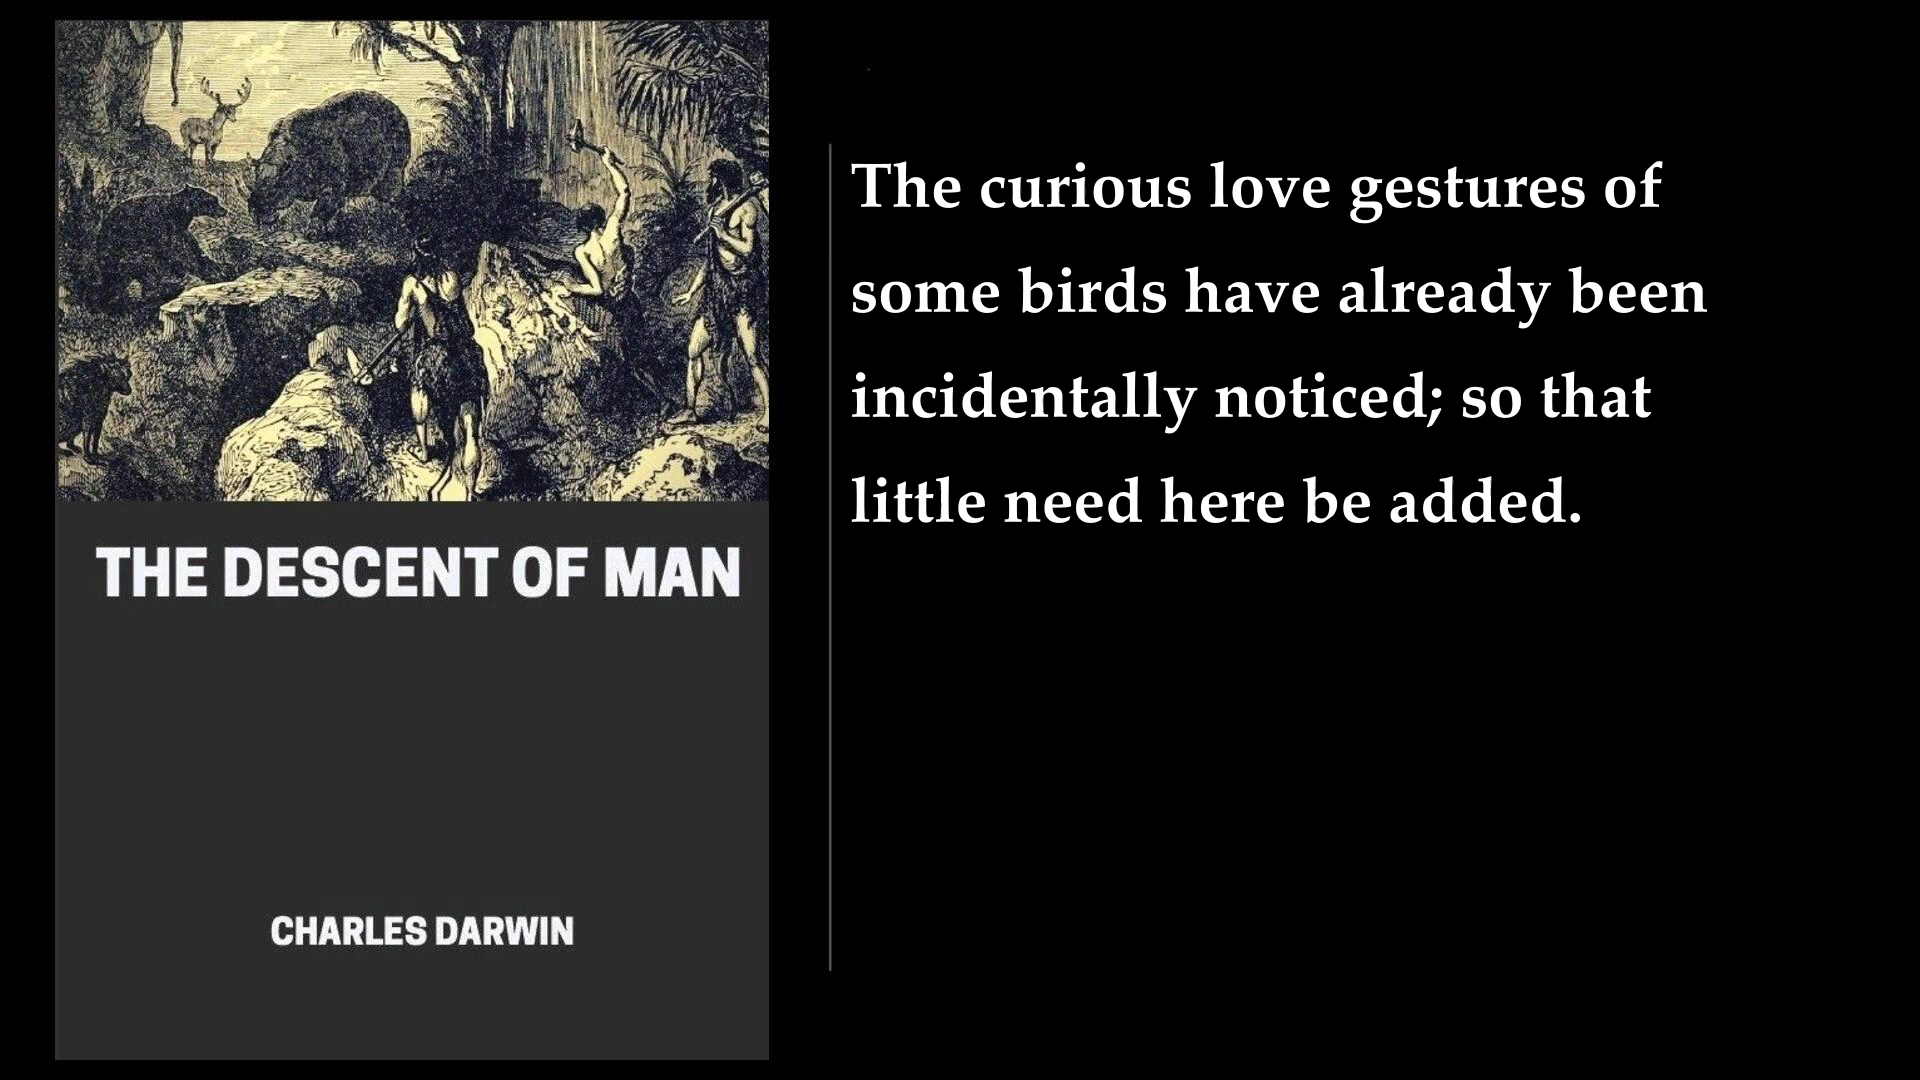 THE DESCENT OF MAN
CHARLES DARWIN
The curious love gestures of
some birds have already been
incidentally noticed; so that
little need here be added.